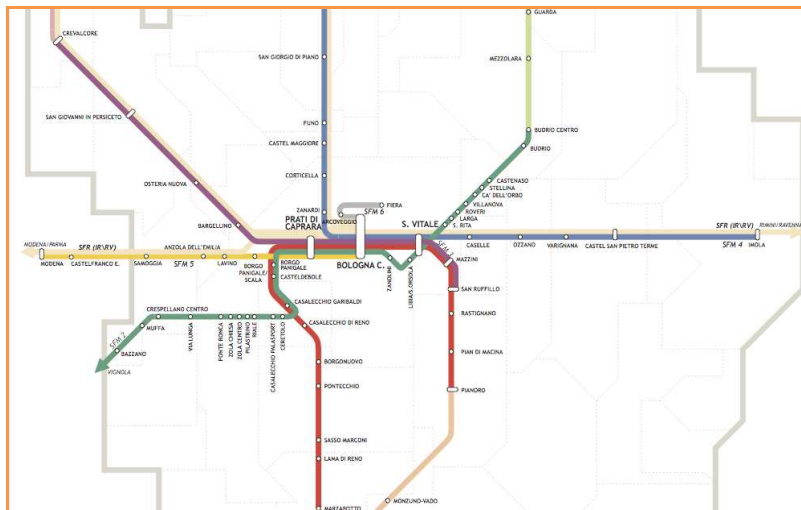 GUARDA
CREVALCORE
SAN GIORGIO DI PIANO
MEZZOLARA
SAN GIOVANNI IN PERSICETO
FUNO
BUDRIO CENTRO
CASTEL MAGGIORE
BUDRIO
CORTICELLA
OSTERIA NUOVA
CASTENASO
STELLINA
CA' DELL'ORBO
VILLANOVA
ROVERI
LARGA
S. RITA
ZANARDI
FIERA
SFM 6
ARCOVEGGIO
BARGELLINO
PRATI DI
CAPRARA
S. VITALE
SFR (IR\RV)
RIMINI/RAVENNA
MODENA/PARMA
SFR (IR\RV)
ANZOLA DELL'EMILIA
CASELLE
OZZANO
VARIGNANA
CASTEL SAN PIETRO TERME
SFM 4
IMOLA
MODENA
CASTELFRANCO E.
SAMOGGIA
SFM 5
LAVINO
BORGO
PANIGALE/
SCALA
BORGO
PANIGALE
CASTELDEBOLE
BOLOGNA C.
ZANOLINI
MAZZINI
SAN RUFFILLO
CRESPELLANO CENTRO
CASALECCHIO GARIBALDI
MUFFA
CASALECCHIO DI RENO
RASTIGNANO
VIA LUNGA
PONTE RONCA
ZOLA CHIESA
ZOLA CENTRO
PILASTRINO
RIALE
CASALECCHIO PALASPORT
CERETOLO
SFM 2
BAZZANO
VIGNOLA
PIAN DI MACINA
BORGONUOVO
PONTECCHIO
PIANORO
SASSO MARCONI
LAMA DI RENO
MONZUNO-VADO
MARZABOTTO